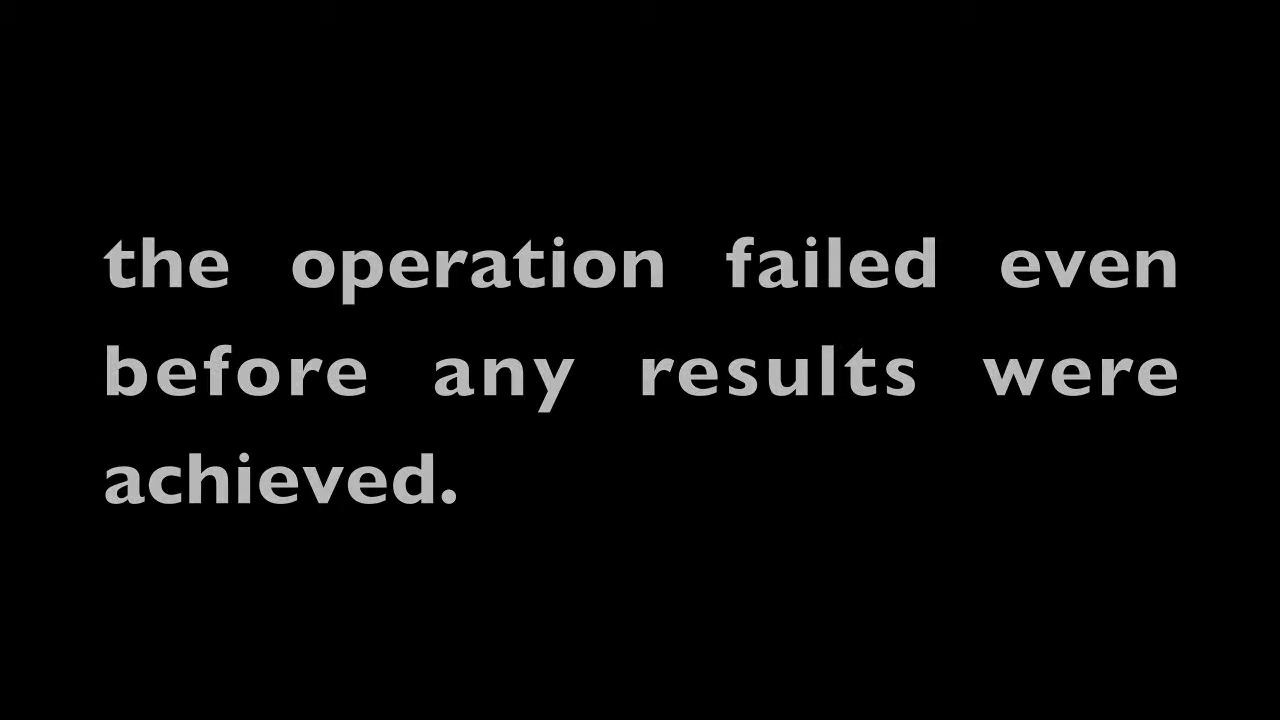 the operation failed even
before any results were
achieved.